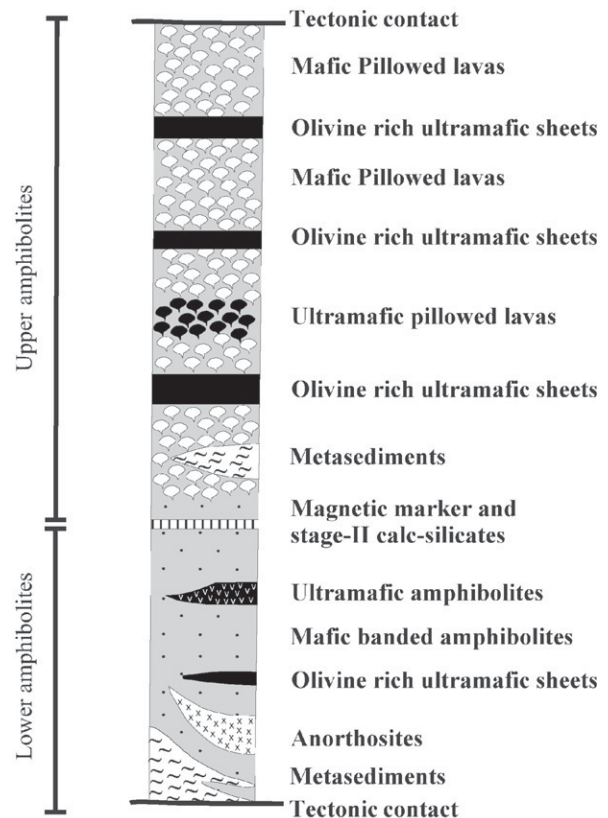 Tectonic contact
Mafic Pillowed lavas
Olivine rich ultramafic sheets
Mafic Pillowed lavas
Olivine rich ultramafic sheets
Ultramafic pillowed lavas
Olivine rich ultramafic sheets
Metasediments
Magnetic marker and
stage-II calc-silicates
Ultramafic amphibolites
Mafic banded amphibolites
Olivine rich ultramafic sheets
Anorthosites
Metasediments
Tectonic contact
Upper amphibolites
Lower amphibolites